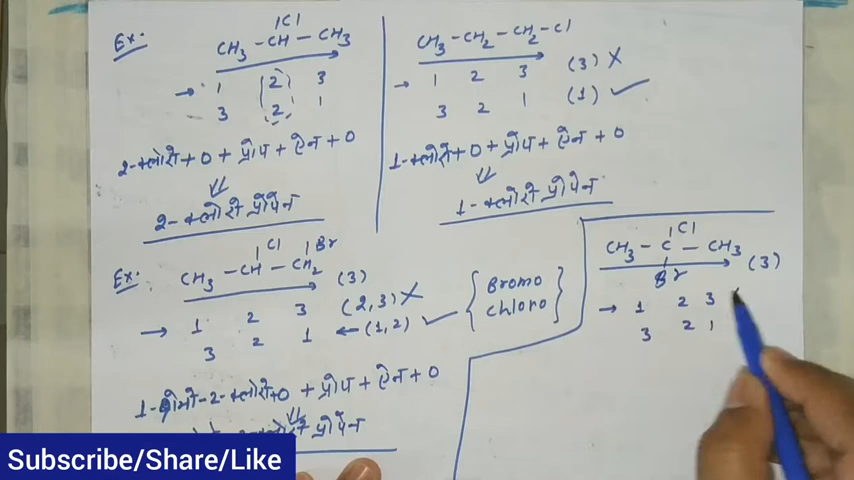 Ex.
Cl
CH3 – CH – CH3
→ 1 2 3
3 2 1
2-क्लोरो + 0 + प्रोप + ऐन + 0
2- क्लोरो प्रोपेन
CH3 – CH2 – CH2 – Cl
→ 1 2 3 (3) ✗
3 2 1 (1) ✓
1-क्लोरो + 0 + प्रोप + ऐन + 0
1- क्लोरो प्रोपेन
Ex.
Cl Br
CH3 – CH – CH2 (3)
→ 1 2 3 (2,3) ✗
3 2 1 ← (1,2) ✓
{ Bromo
Chloro }
1-ब्रोमो-2-क्लोरो+0 + प्रोप + ऐन + 0
प्रोपेन
Cl
CH3 – C – CH3 (3)
Br
→ 1 2 3
3 2 1
Subscribe/Share/Like